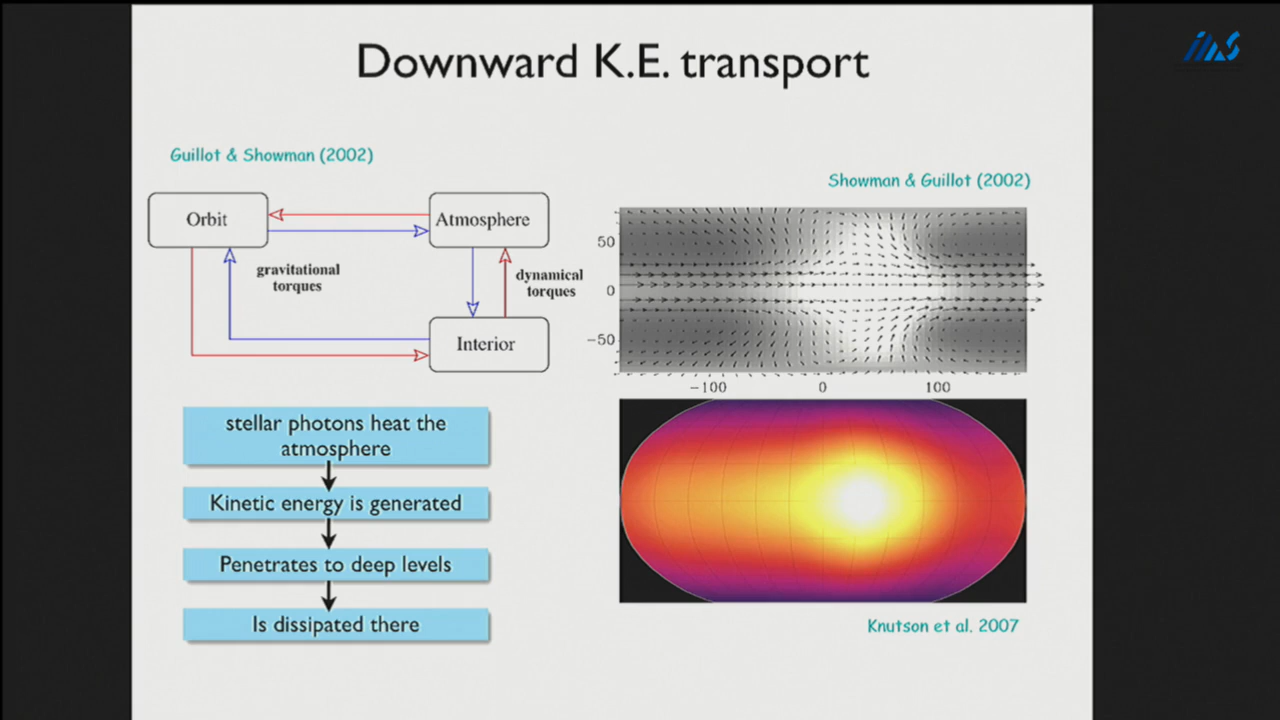 iiAS
Downward K.E. transport
Guillot & Showman (2002)
Showman & Guillot (2002)
Orbit
Atmosphere
gravitational
torques
dynamical
torques
Interior
50
0
−50
−100
0
100
stellar photons heat the
atmosphere
Kinetic energy is generated
Penetrates to deep levels
Is dissipated there
Knutson et al. 2007